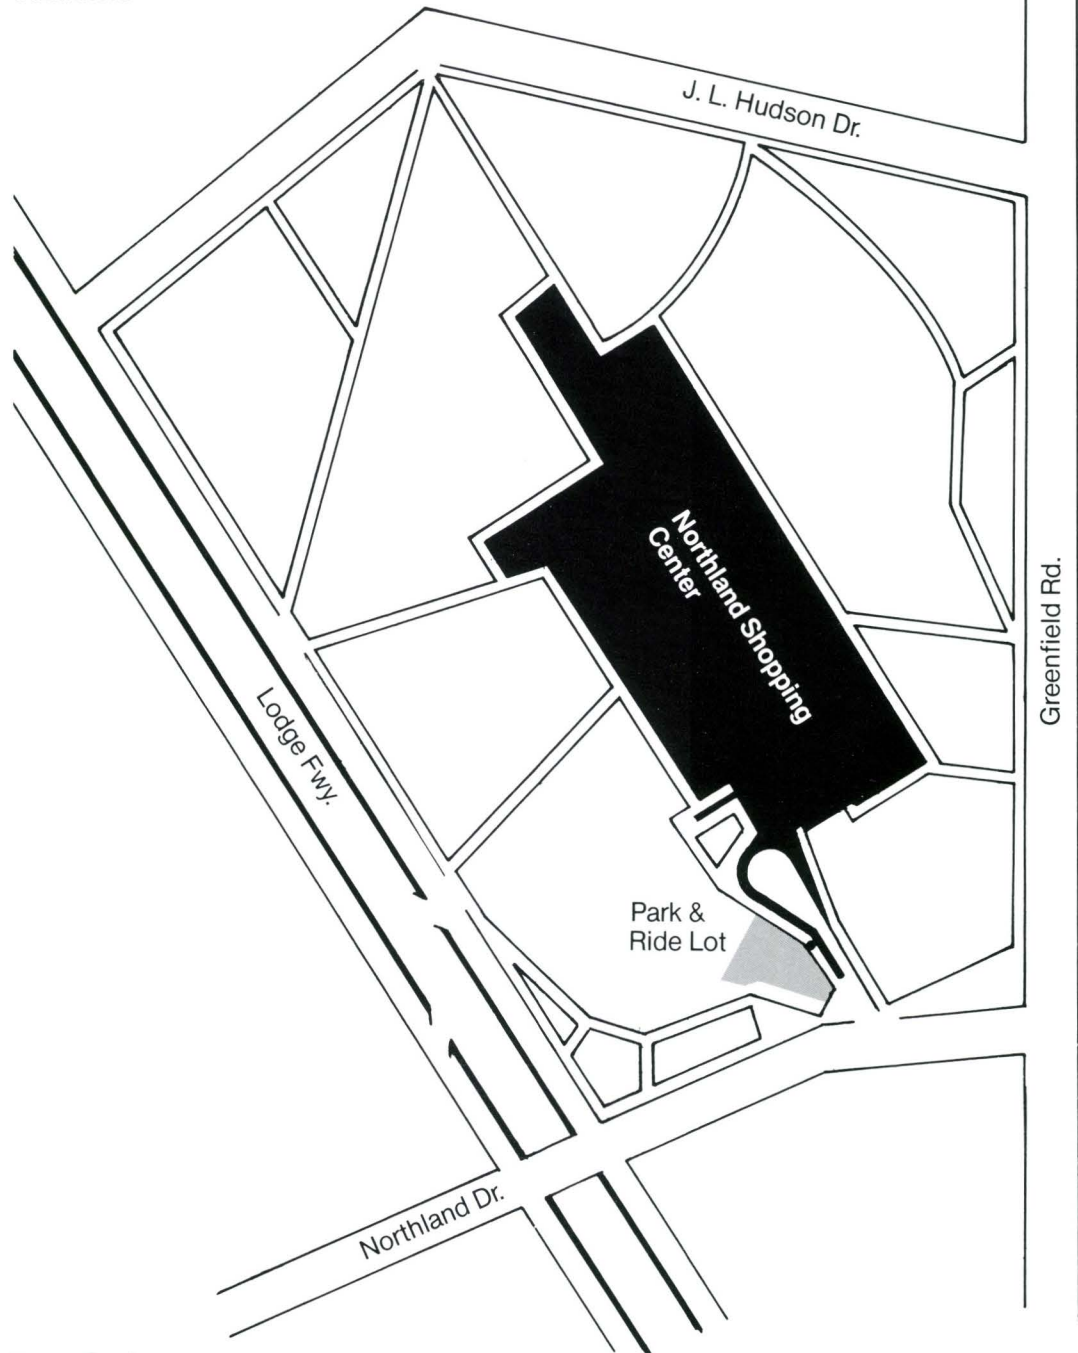 J. L. Hudson Dr.
Northland Shopping
Center
Greenfield Rd.
Lodge Fwy.
Park &
Ride Lot
Northland Dr.